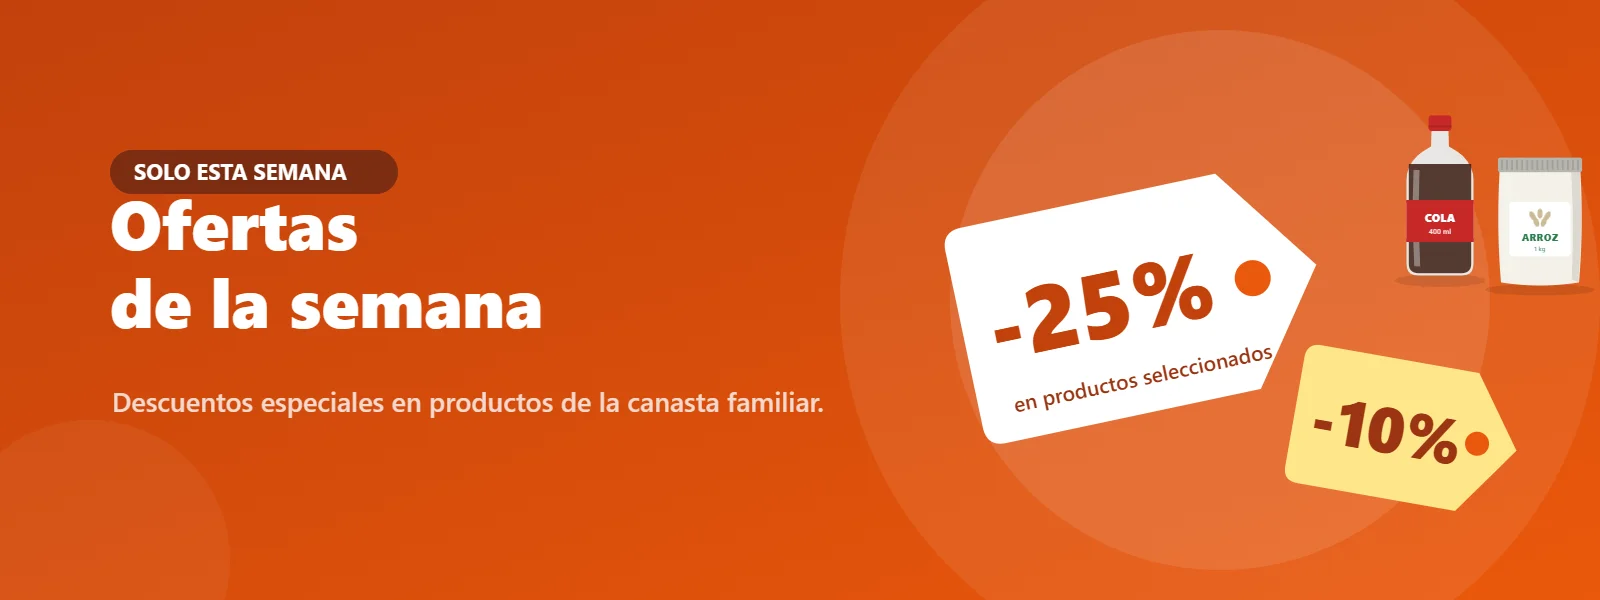 SOLO ESTA SEMANA
Ofertas
de la semana
Descuentos especiales en productos de la canasta familiar.
-25%
en productos seleccionados
-10%
COLA
400 ml
ARROZ
1 kg